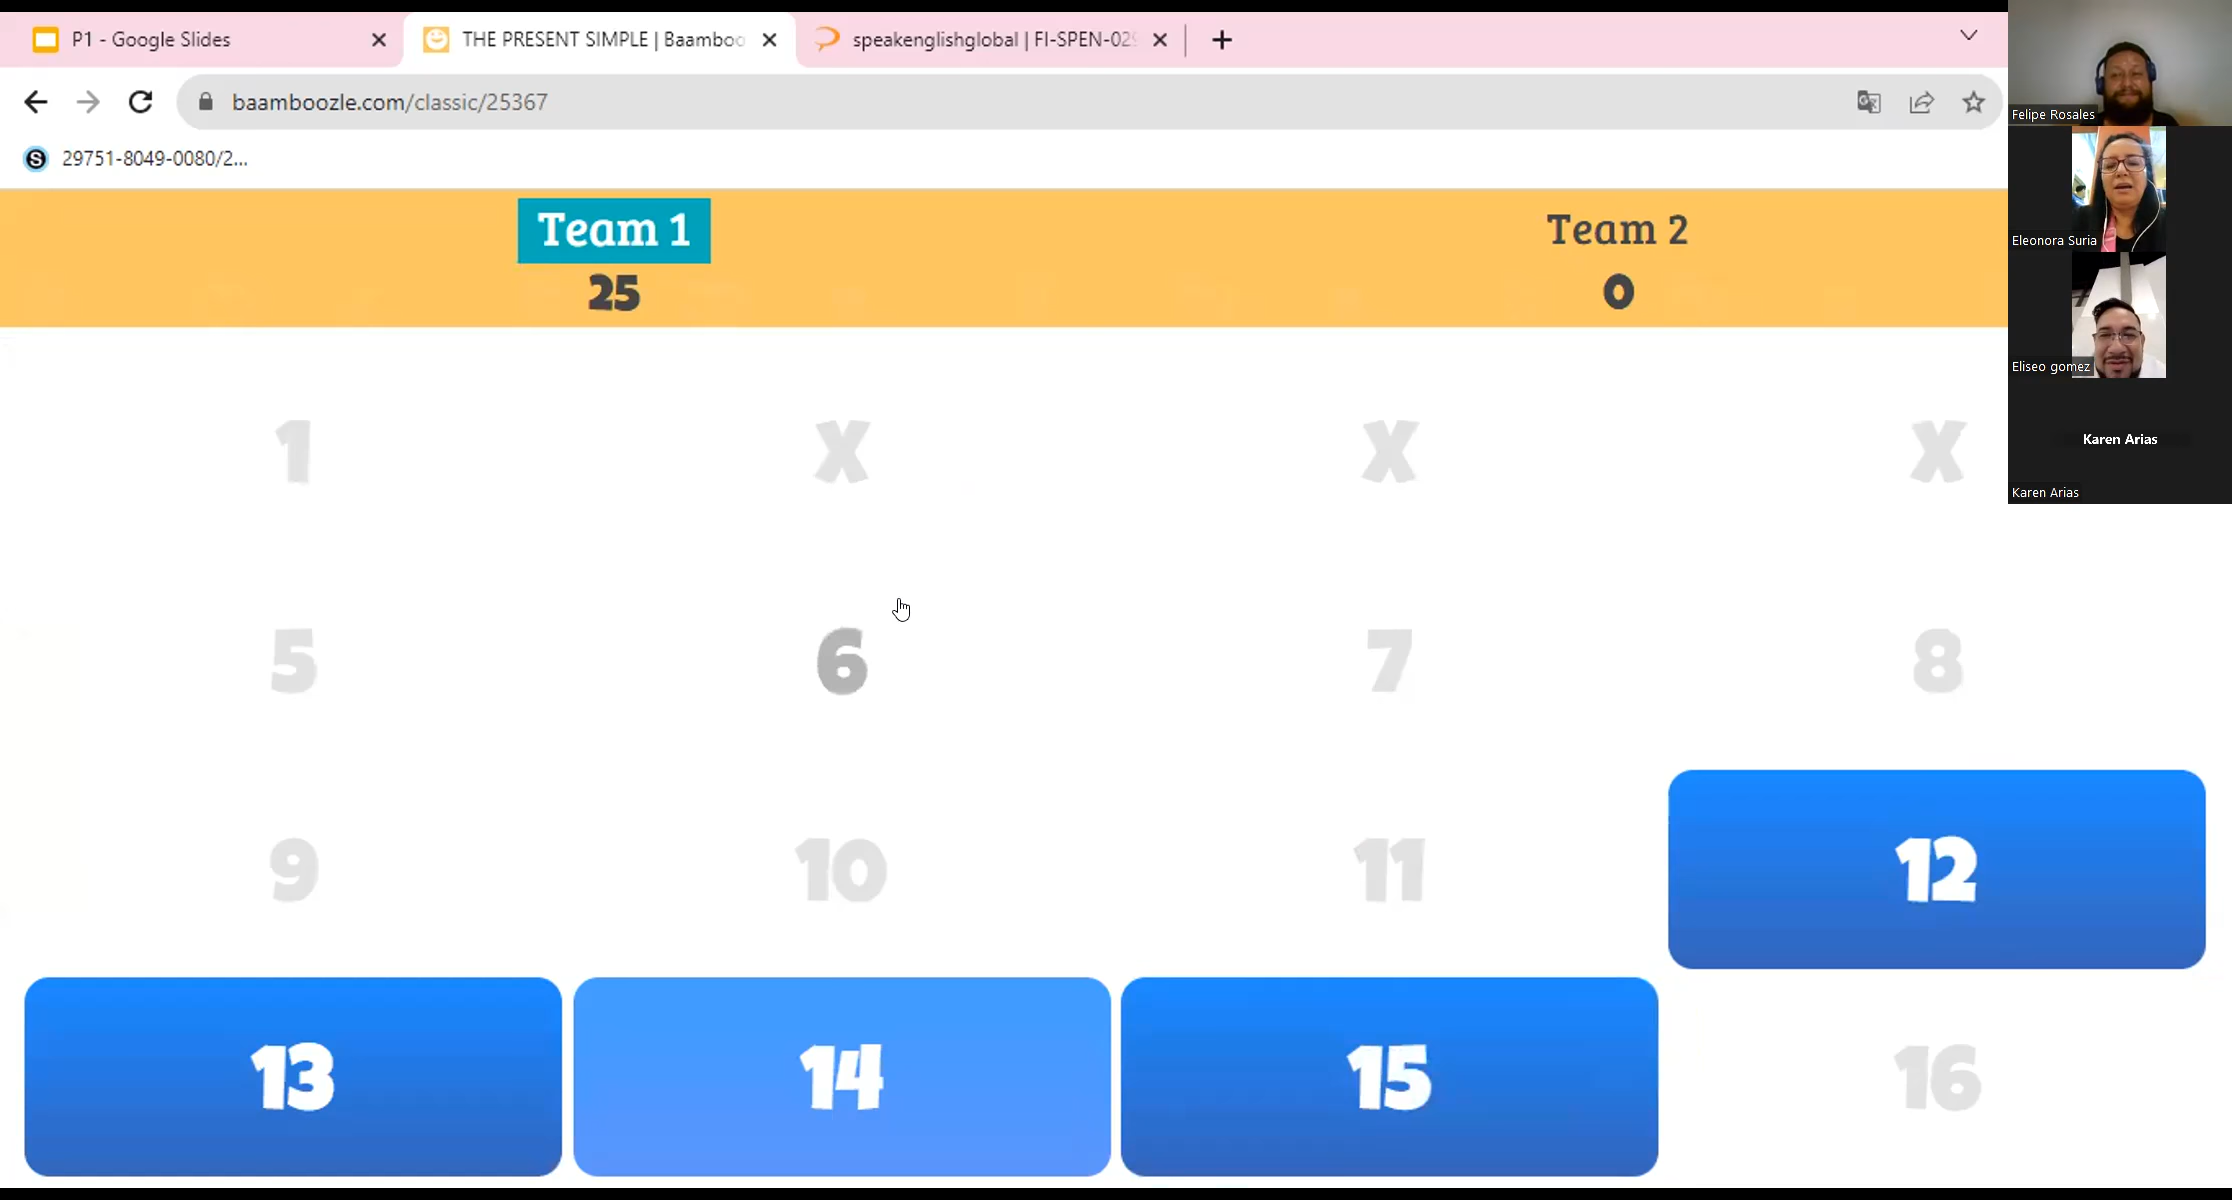 P1 - Google Slides
THE PRESENT SIMPLE | Baamboo
speakenglishglobal | FI-SPEN-029
baamboozle.com/classic/25367
29751-8049-0080/2...
Team 1
25
Team 2
0
1 X X X
5 6 7 8
9 10 11 12
13 14 15 16
Felipe Rosales
Eleonora Suria
Eliseo gomez
Karen Arias
Karen Arias